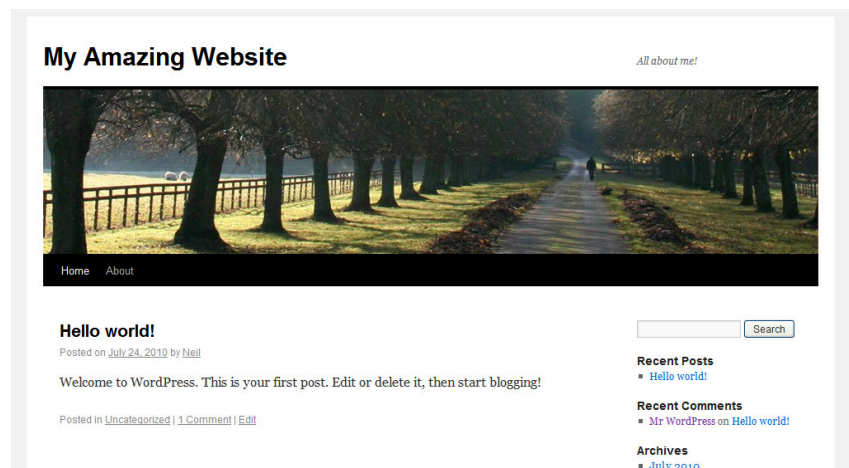 My Amazing Website
All about me!
Home About
Hello world!
Posted on July 24, 2010 by Neil
Welcome to WordPress. This is your first post. Edit or delete it, then start blogging!
Posted in Uncategorized | 1 Comment | Edit
Search
Recent Posts
Hello world!
Recent Comments
Mr WordPress on Hello world!
Archives
July 2010